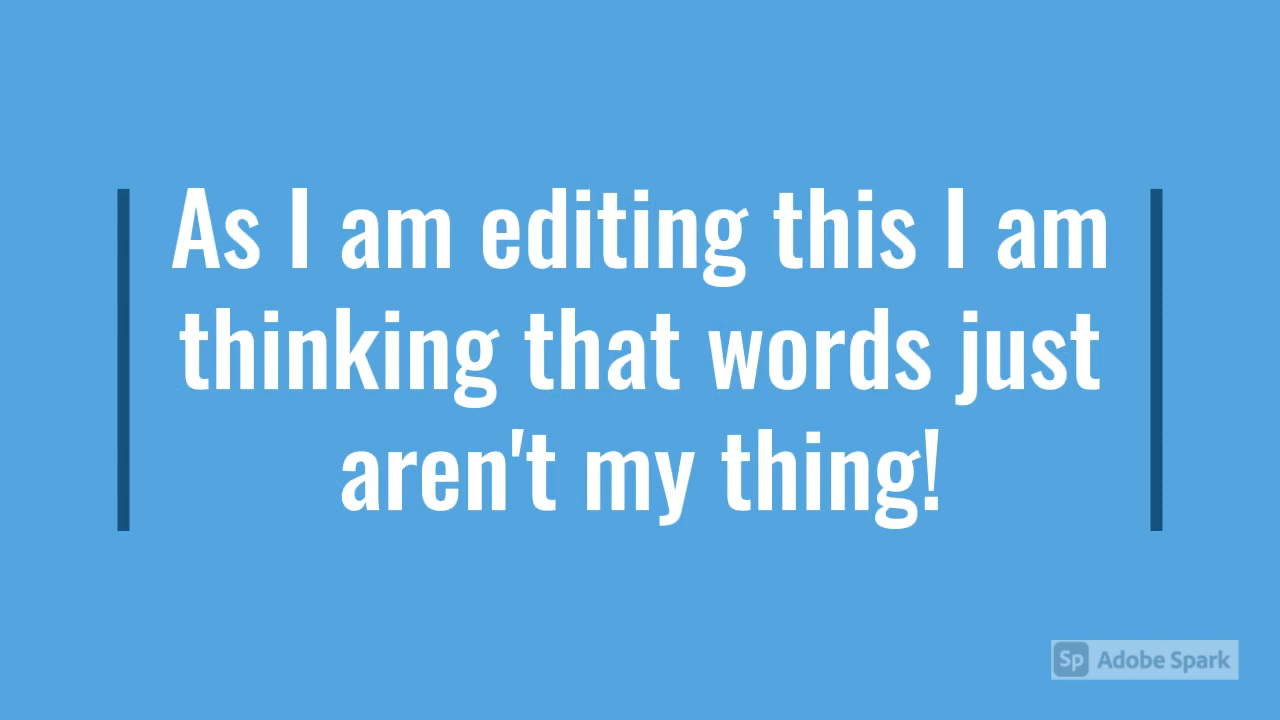 As I am editing this I am
thinking that words just
aren't my thing!
Sp Adobe Spark